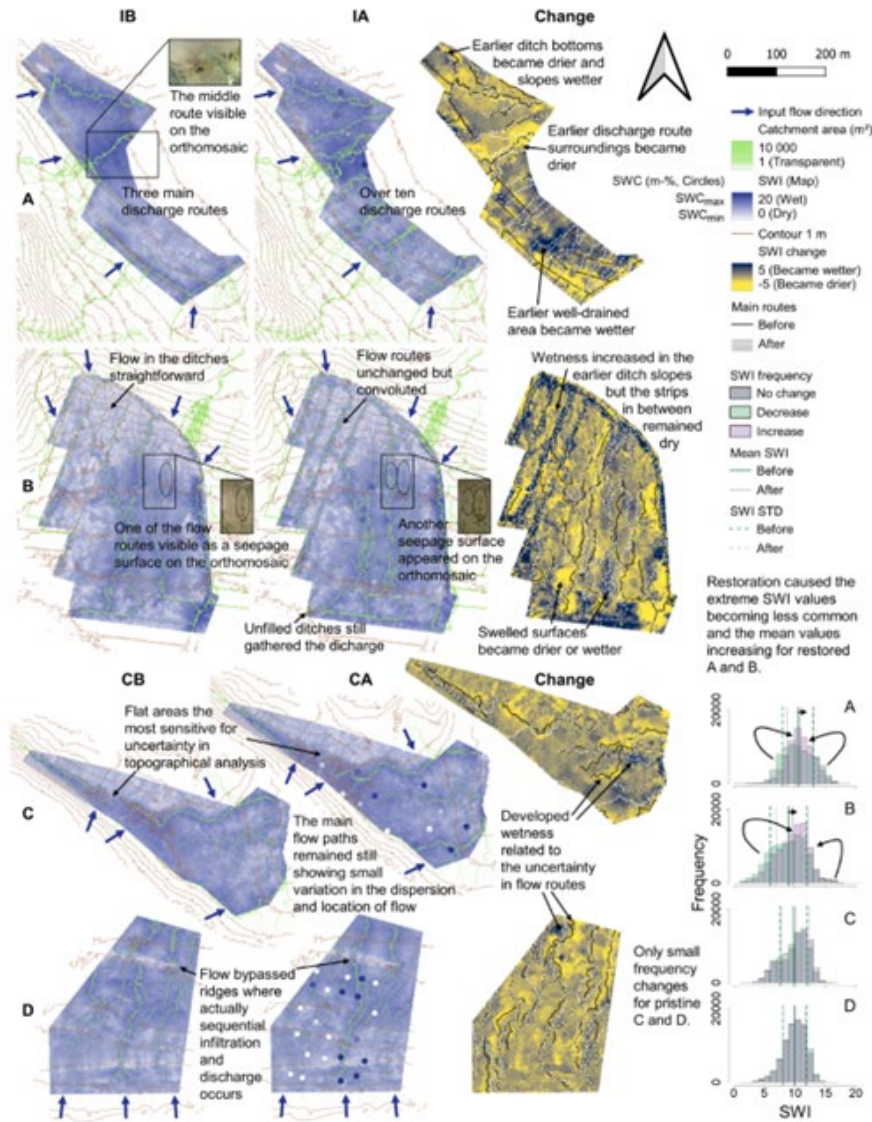 IB
IA
Change
Earlier ditch bottoms
became drier and
slopes wetter
The middle
route visible
on the
orthomosaic
Earlier discharge route
surroundings became
drier
A
Three main
discharge routes
Over ten
discharge routes
SWC (m-%, Circles)
SWCmax
SWCmin
Earlier well-drained
area became wetter
0 100 200 m
Input flow direction
Catchment area (m²)
10 000
1 (Transparent)
SWI (Map)
20 (Wet)
0 (Dry)
Contour 1 m
SWI change
5 (Became wetter)
-5 (Became drier)
Main routes
Before
After
SWI frequency
No change
Decrease
Increase
Mean SWI
Before
After
SWI STD
Before
After
Flow in the ditches
straightforward
Flow routes
unchanged but
convoluted
Wetness increased in the
earlier ditch slopes
but the strips
in between
remained
dry
B
One of the flow
routes visible as a seepage
surface on the orthomosaic
Another
seepage surface
appeared on the
orthomosaic
Unfilled ditches still
gathered the dicharge
Swelled surfaces
became drier or wetter
Restoration caused the
extreme SWI values
becoming less common
and the mean values
increasing for restored
A and B.
CB
CA
Change
Flat areas the
most sensitive for
uncertainty in
topographical analysis
C
The main
flow paths
remained still
showing small
variation in the dispersion
and location of flow
Developed
wetness
related to
the uncertainty
in flow routes
D
Flow bypassed
ridges where
actually
sequential
infiltration
and
discharge
occurs
Only small
frequency
changes
for pristine
C and D.
A
20000
0
B
20000
0
C
20000
0
D
20000
0
Frequency
0 5 10 15 20
SWI